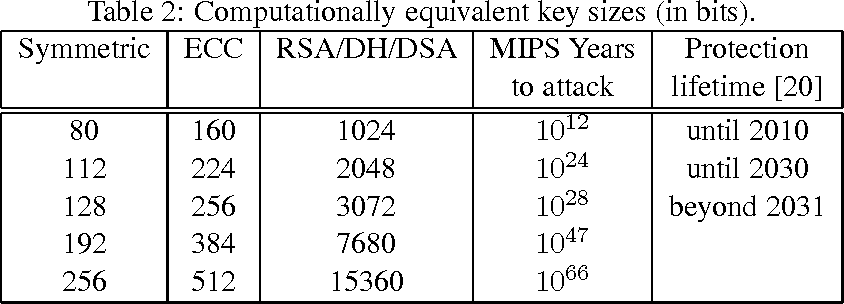 Table 2: Computationally equivalent key sizes (in bits).
Symmetric ECC RSA/DH/DSA MIPS Years Protection
to attack lifetime [20]
80 160 1024 10^12 until 2010
112 224 2048 10^24 until 2030
128 256 3072 10^28 beyond 2031
192 384 7680 10^47
256 512 15360 10^66